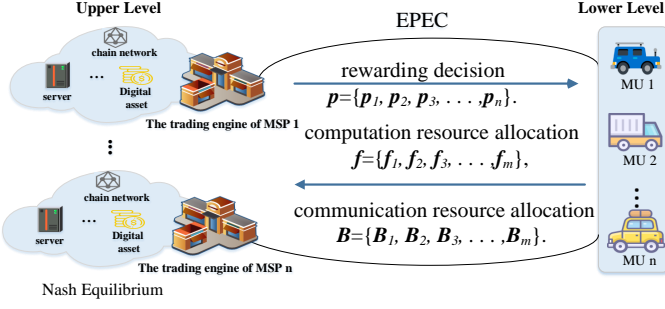 Upper Level
EPEC
Lower Level
chain network
server
...
Digital
asset
The trading engine of MSP 1
rewarding decision
p={p1, p2, p3, . . . ,pn}.
computation resource allocation
f={f1, f2, f3, . . . ,fm},
communication resource allocation
B={B1, B2, B3, . . . ,Bm}.
MU 1
MU 2
MU n
chain network
server
...
Digital
asset
The trading engine of MSP n
Nash Equilibrium